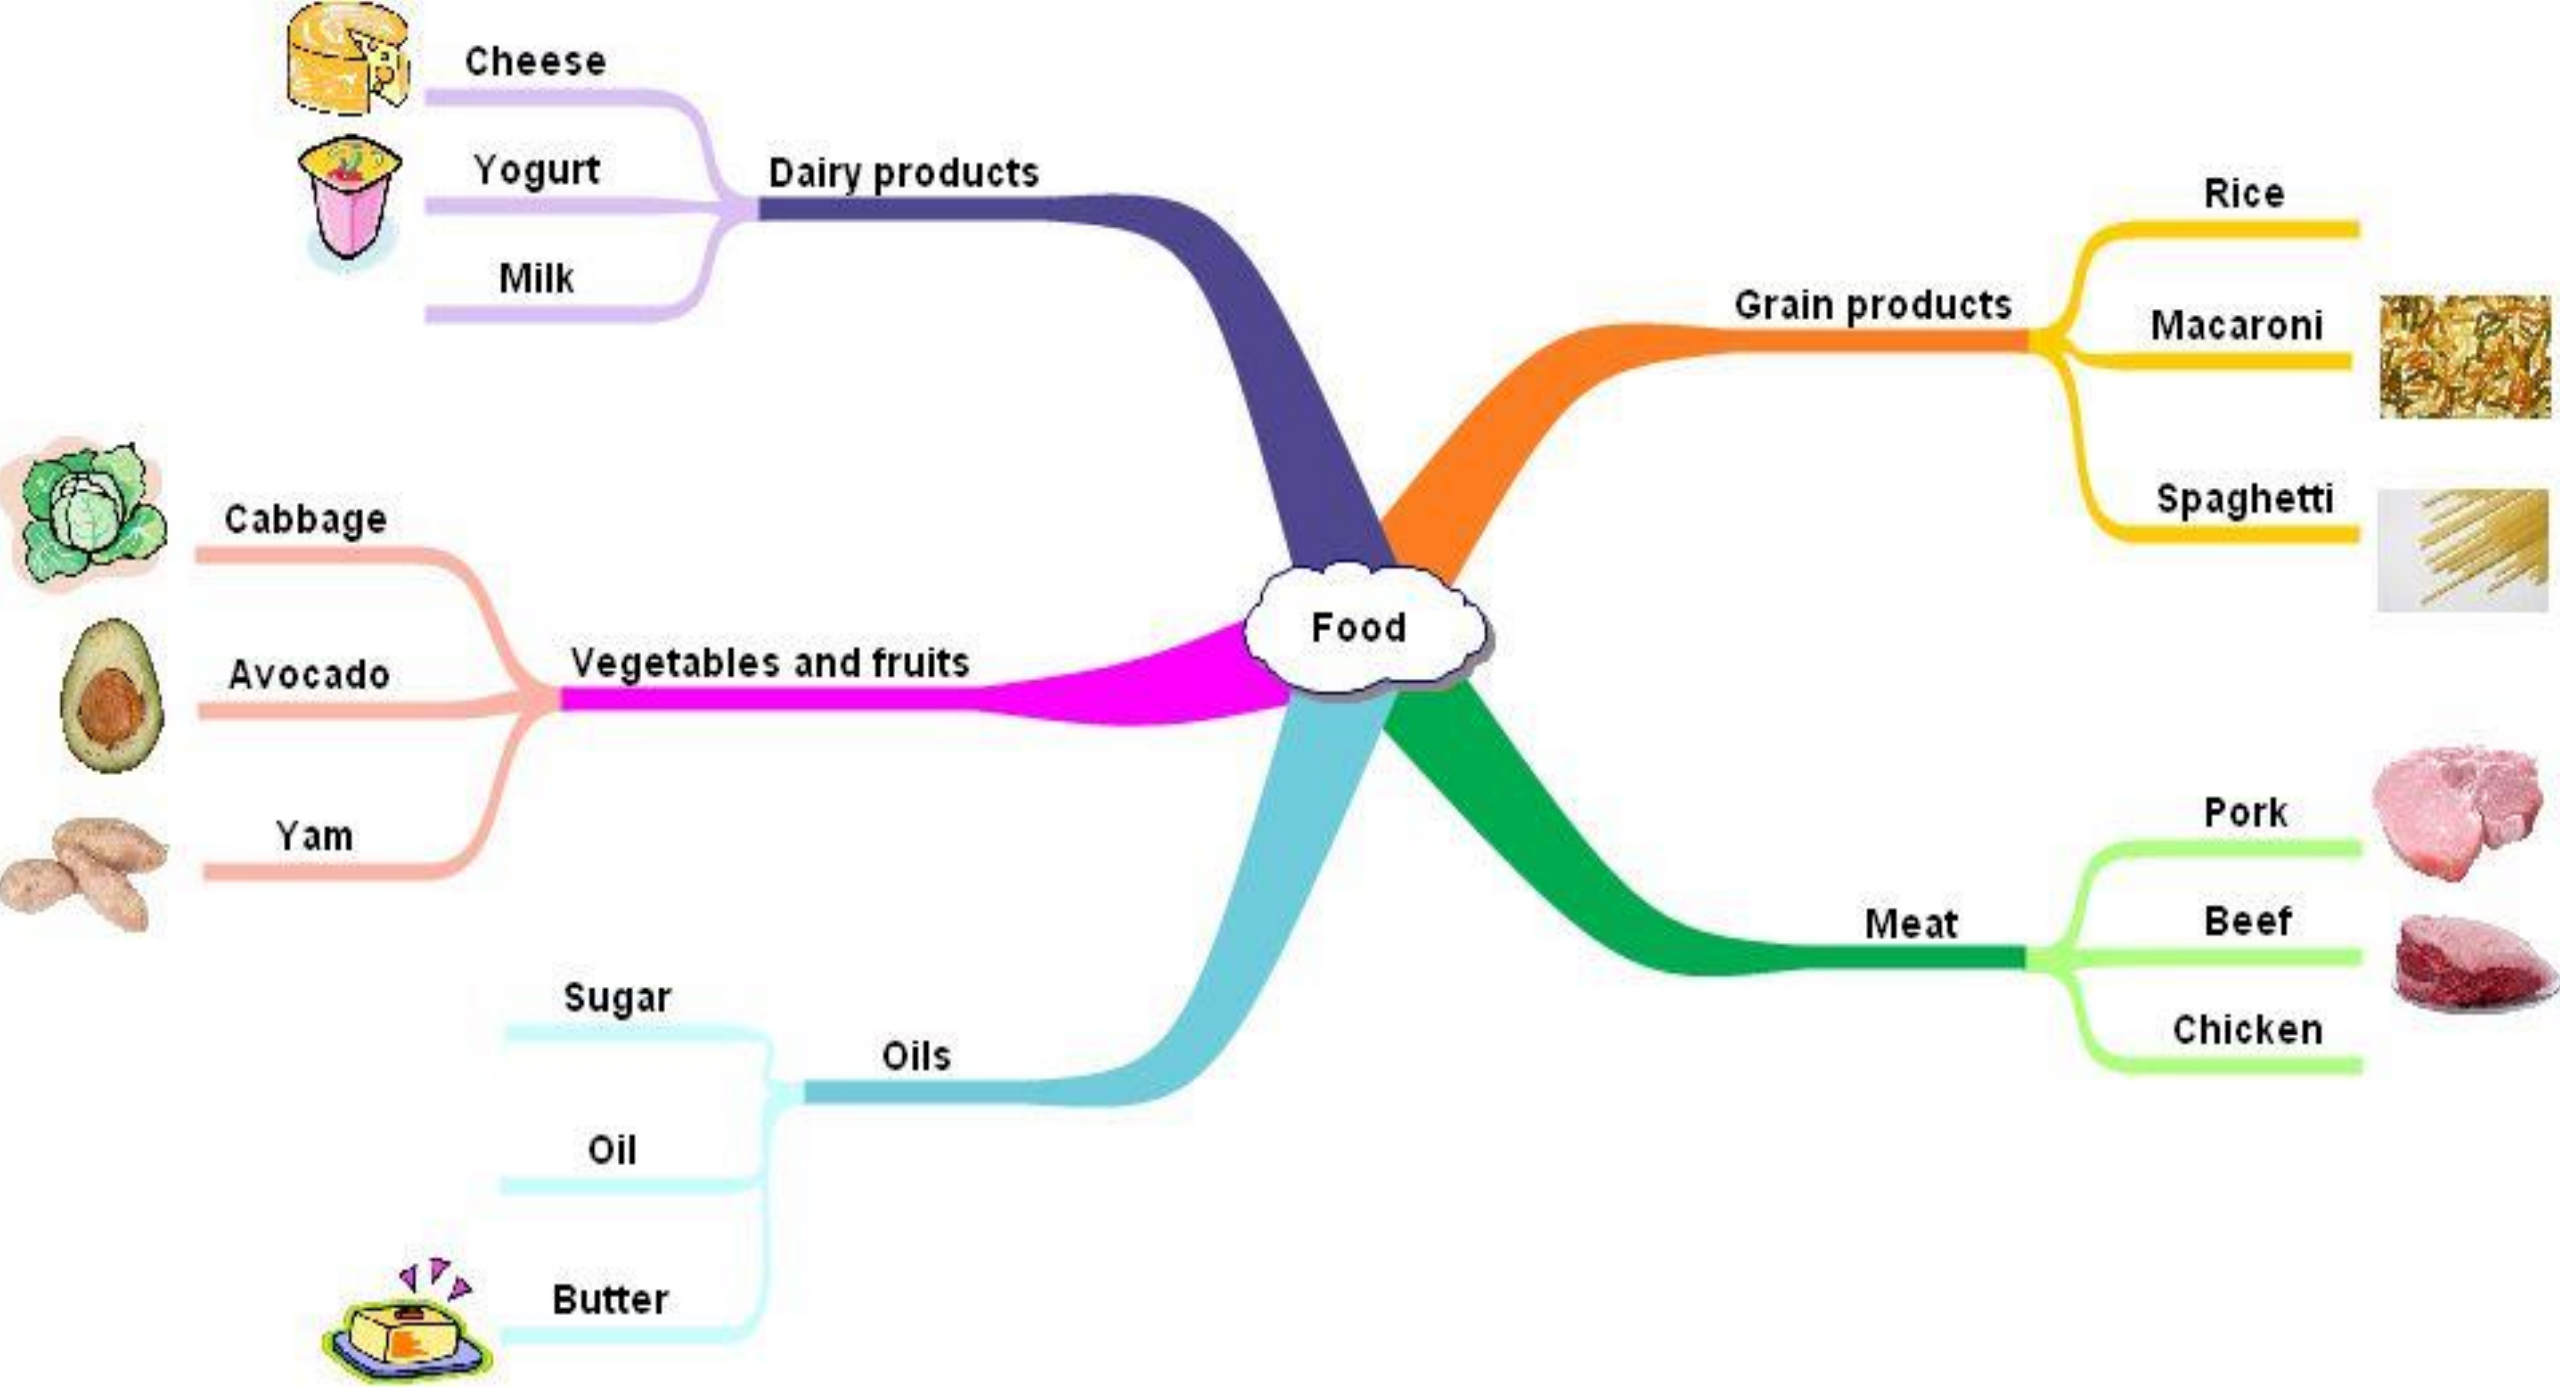 Food
Dairy products
Cheese
Yogurt
Milk
Grain products
Rice
Macaroni
Spaghetti
Vegetables and fruits
Cabbage
Avocado
Yam
Meat
Pork
Beef
Chicken
Oils
Sugar
Oil
Butter